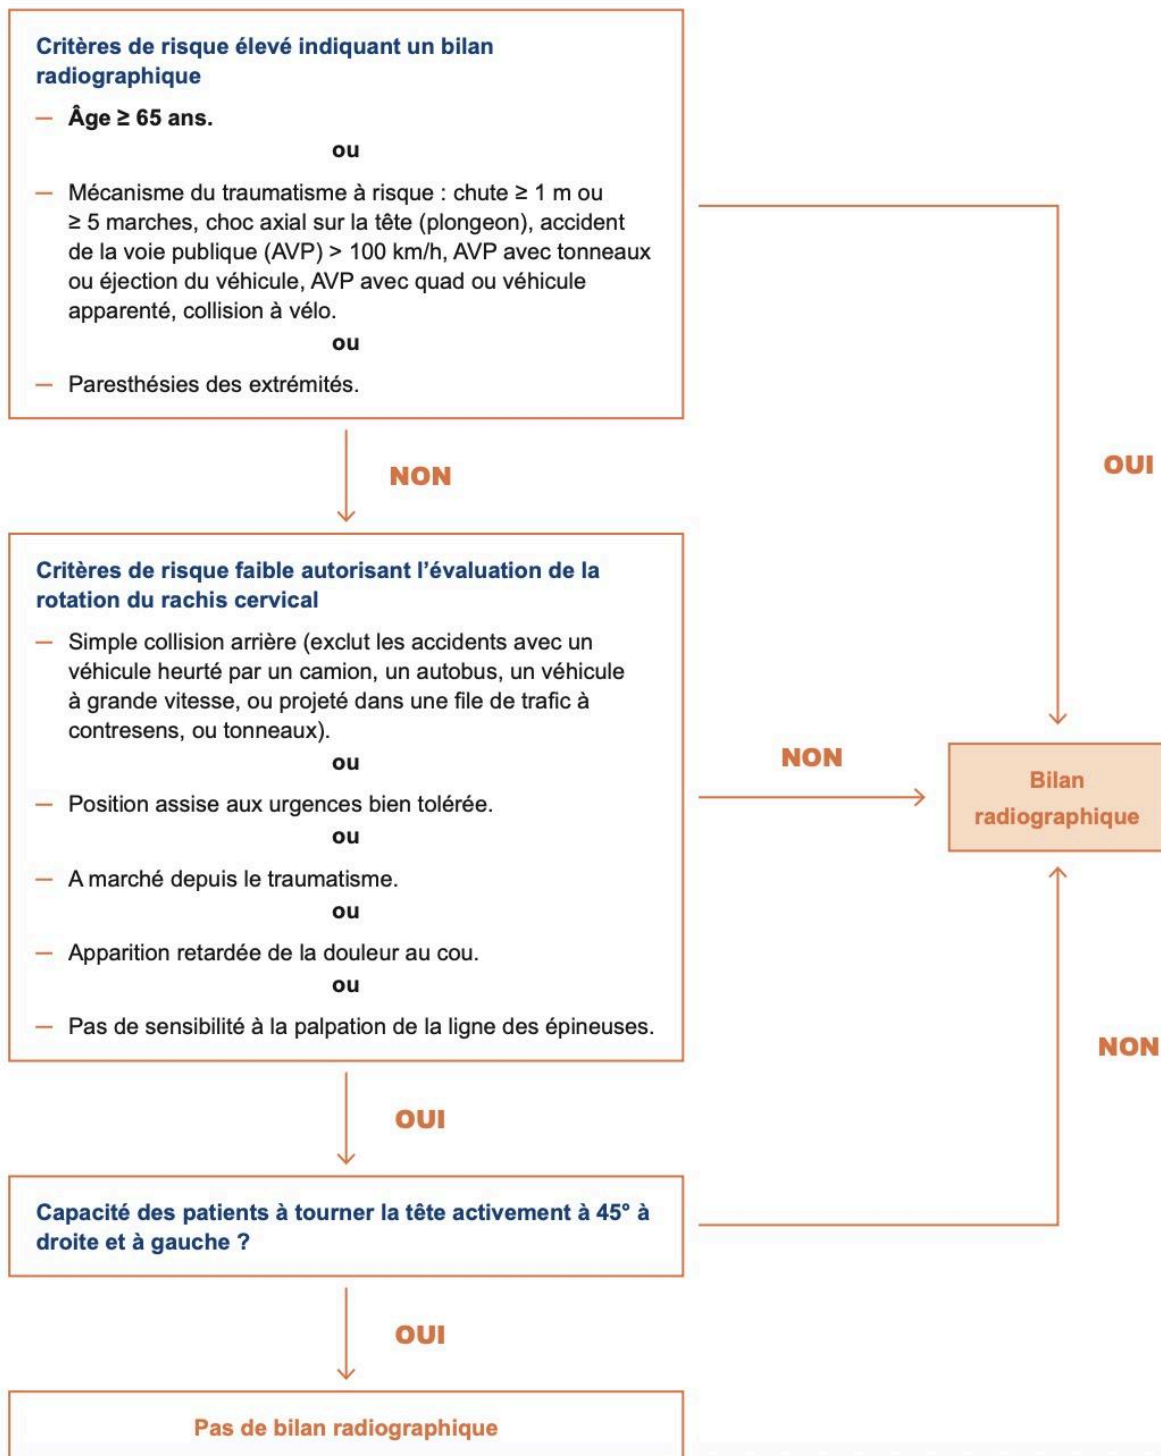 Critères de risque élevé indiquant un bilan
radiographique
— Âge ≥ 65 ans.
ou
— Mécanisme du traumatisme à risque : chute ≥ 1 m ou
≥ 5 marches, choc axial sur la tête (plongeon), accident
de la voie publique (AVP) > 100 km/h, AVP avec tonneaux
ou éjection du véhicule, AVP avec quad ou véhicule
apparenté, collision à vélo.
ou
— Paresthésies des extrémités.
OUI
NON
Critères de risque faible autorisant l’évaluation de la
rotation du rachis cervical
— Simple collision arrière (exclut les accidents avec un
véhicule heurté par un camion, un autobus, un véhicule
à grande vitesse, ou projeté dans une file de trafic à
contresens, ou tonneaux).
ou
— Position assise aux urgences bien tolérée.
ou
— A marché depuis le traumatisme.
ou
— Apparition retardée de la douleur au cou.
ou
— Pas de sensibilité à la palpation de la ligne des épineuses.
NON
Bilan
radiographique
NON
OUI
Capacité des patients à tourner la tête activement à 45° à
droite et à gauche ?
OUI
Pas de bilan radiographique